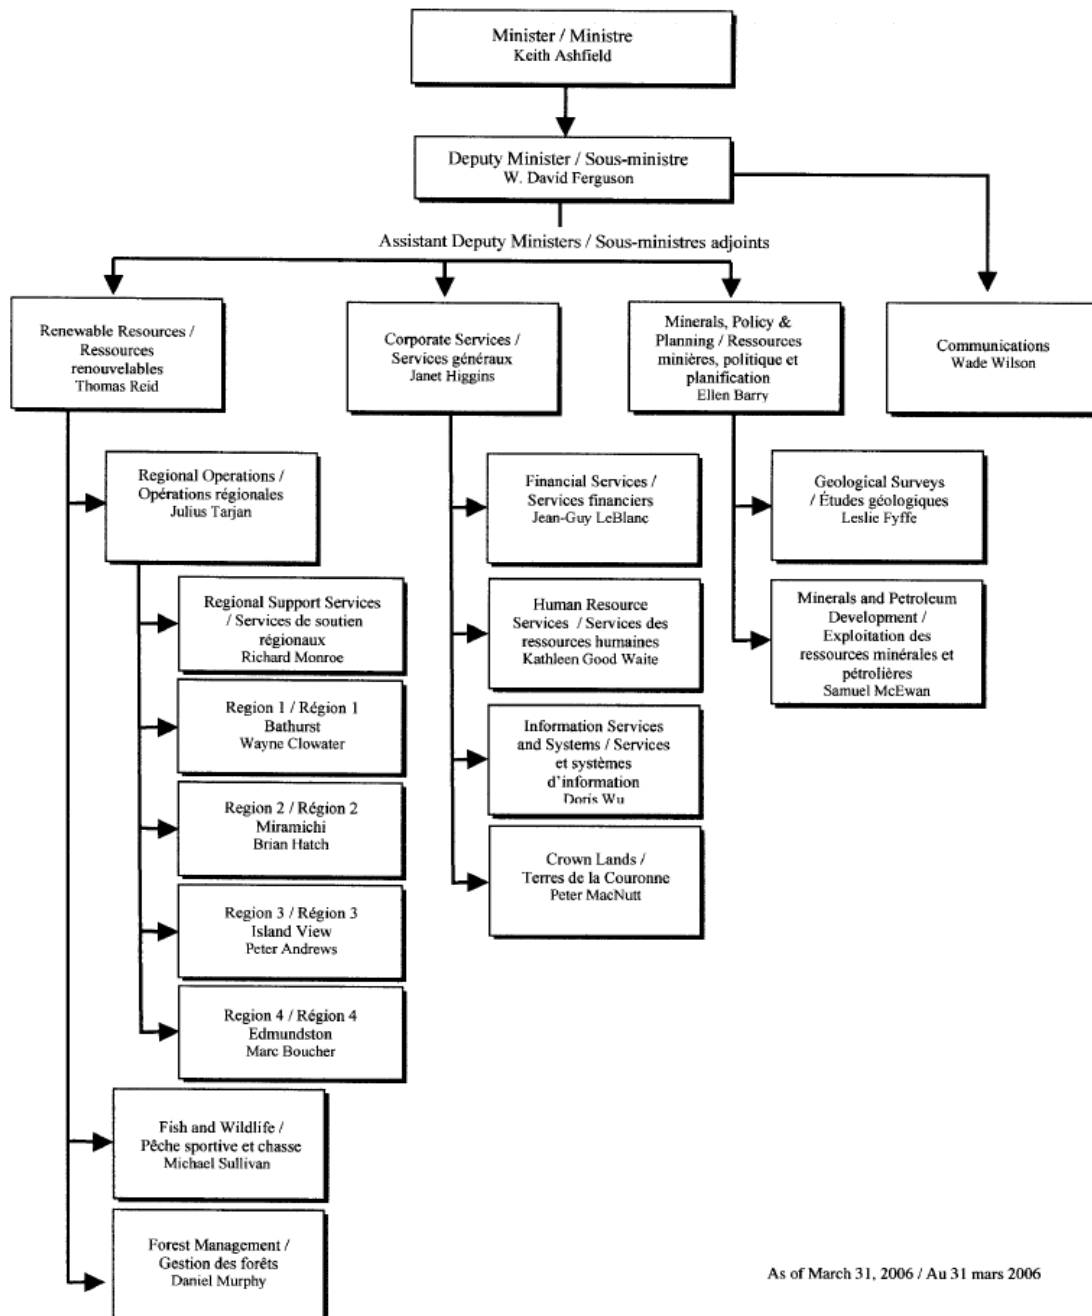 Minister / Ministre
Keith Ashfield
Deputy Minister / Sous-ministre
W. David Ferguson
Assistant Deputy Ministers / Sous-ministres adjoints
Renewable Resources /
Ressources
renouvelables
Thomas Reid
Corporate Services /
Services généraux
Janet Higgins
Minerals, Policy &
Planning / Ressources
minières, politique et
planification
Ellen Barry
Communications
Wade Wilson
Regional Operations /
Opérations régionales
Julius Tarjan
Regional Support Services
/ Services de soutien
régionaux
Richard Monroe
Region 1 / Région 1
Bathurst
Wayne Clowater
Region 2 / Région 2
Miramichi
Brian Hatch
Region 3 / Région 3
Island View
Peter Andrews
Region 4 / Région 4
Edmundston
Marc Boucher
Fish and Wildlife /
Pêche sportive et chasse
Michael Sullivan
Forest Management /
Gestion des forêts
Daniel Murphy
Financial Services /
Services financiers
Jean-Guy LeBlanc
Human Resource
Services / Services des
ressources humaines
Kathleen Good Waite
Information Services
and Systems / Services
et systèmes
d'information
Doris Wu
Crown Lands /
Terres de la Couronne
Peter MacNutt
Geological Surveys
/ Études géologiques
Leslie Fyffe
Minerals and Petroleum
Development /
Exploitation des
ressources minérales et
pétrolières
Samuel McEwan
As of March 31, 2006 / Au 31 mars 2006